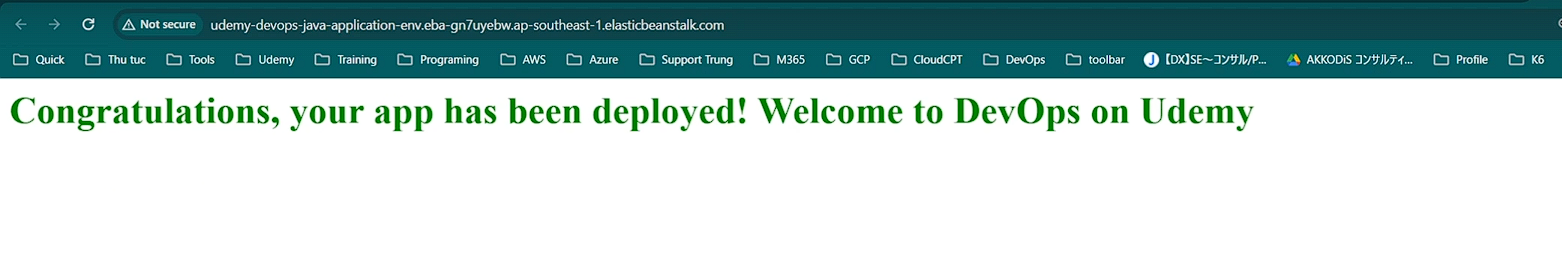 Not secure udemy-devops-java-application-env.eba-gn7uyebw.ap-southeast-1.elasticbeanstalk.com
Quick Thu tuc Tools Udemy Training Programing AWS Azure Support Trung M365 GCP CloudCPT DevOps toolbar 【DX】SE～コンサル/P... AKKODiS コンサルティ... Profile K6
Congratulations, your app has been deployed! Welcome to DevOps on Udemy